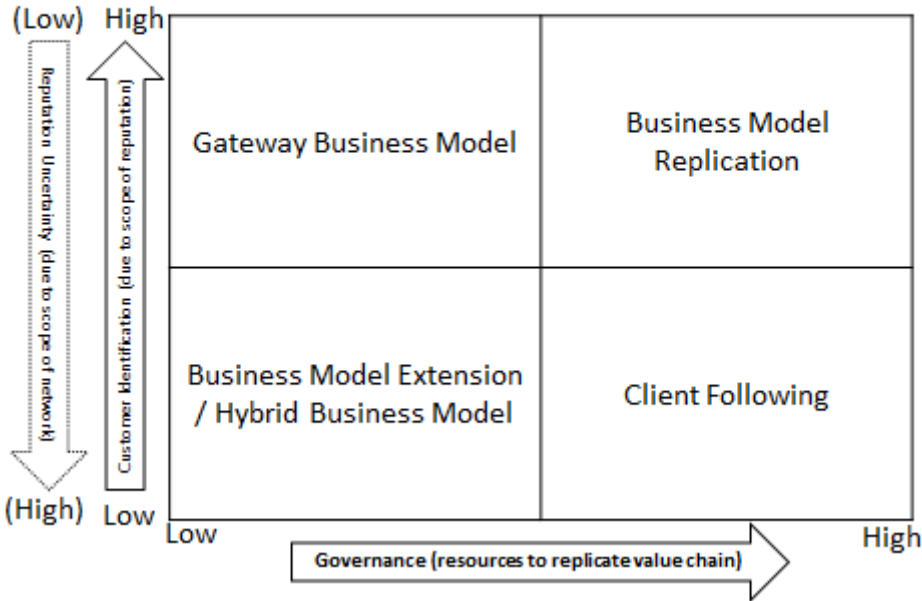 (Low)
High
Reputation Uncertainty (due to scope of network)
Customer Identification (due to scope of reputation)
Gateway Business Model
Business Model
Replication
Business Model Extension
/ Hybrid Business Model
Client Following
(High)
Low
Low
High
Governance (resources to replicate value chain)